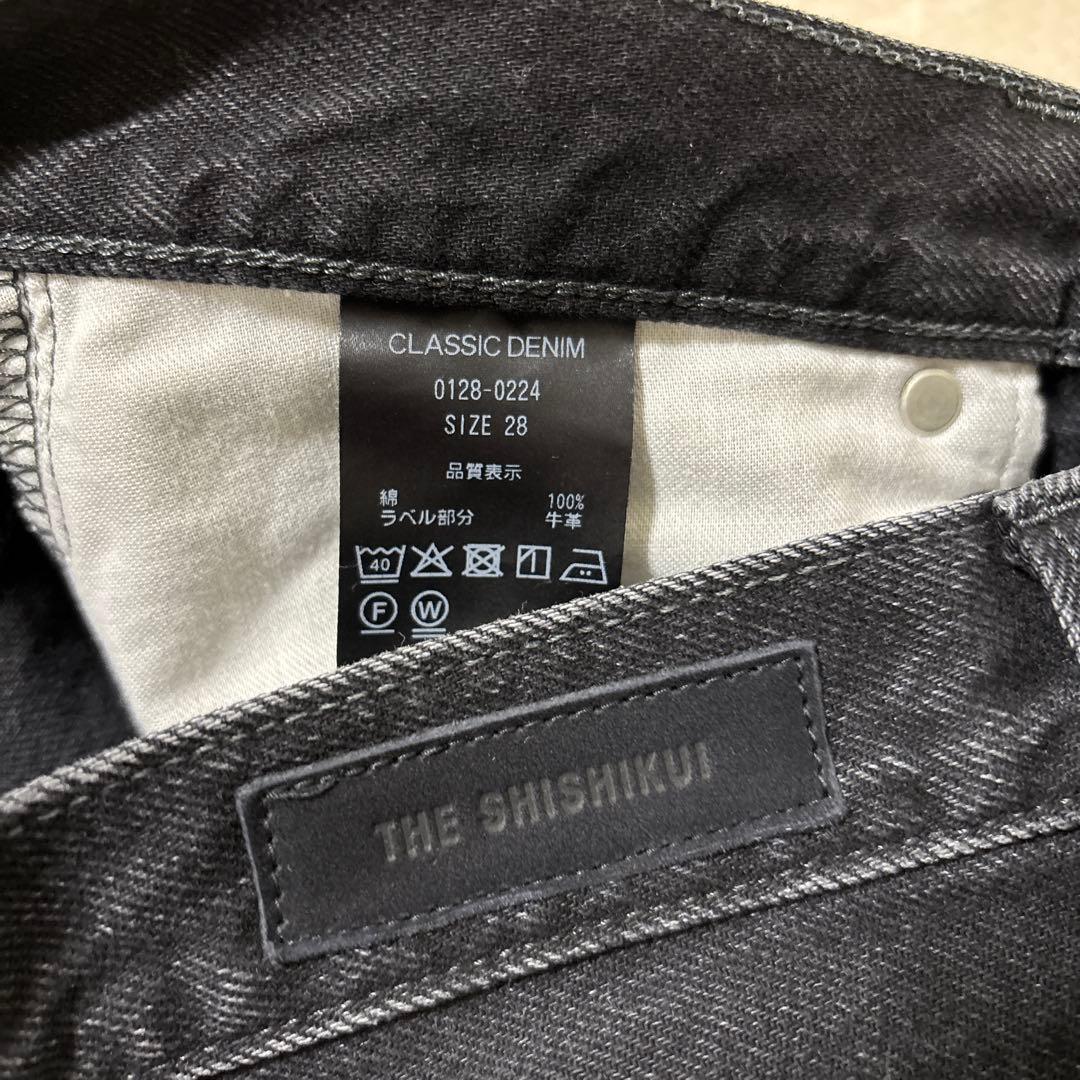 CLASSIC DENIM
0128-0224
SIZE 28
品質表示
綿 100%
ラベル部分 牛革
40
F W
THE SHISHIKUI